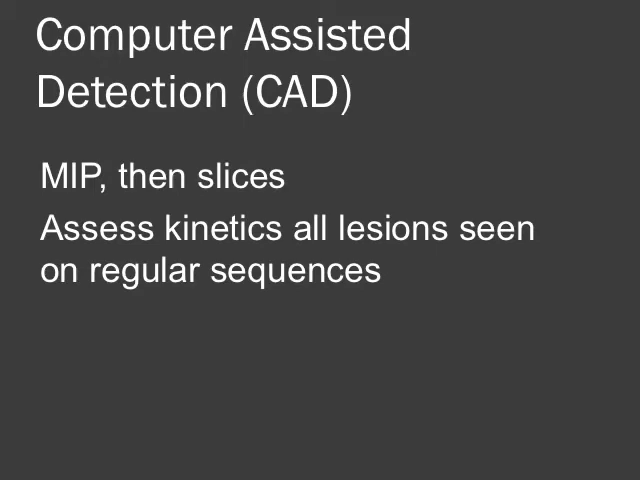 Computer Assisted
Detection (CAD)
MIP, then slices
Assess kinetics all lesions seen
on regular sequences